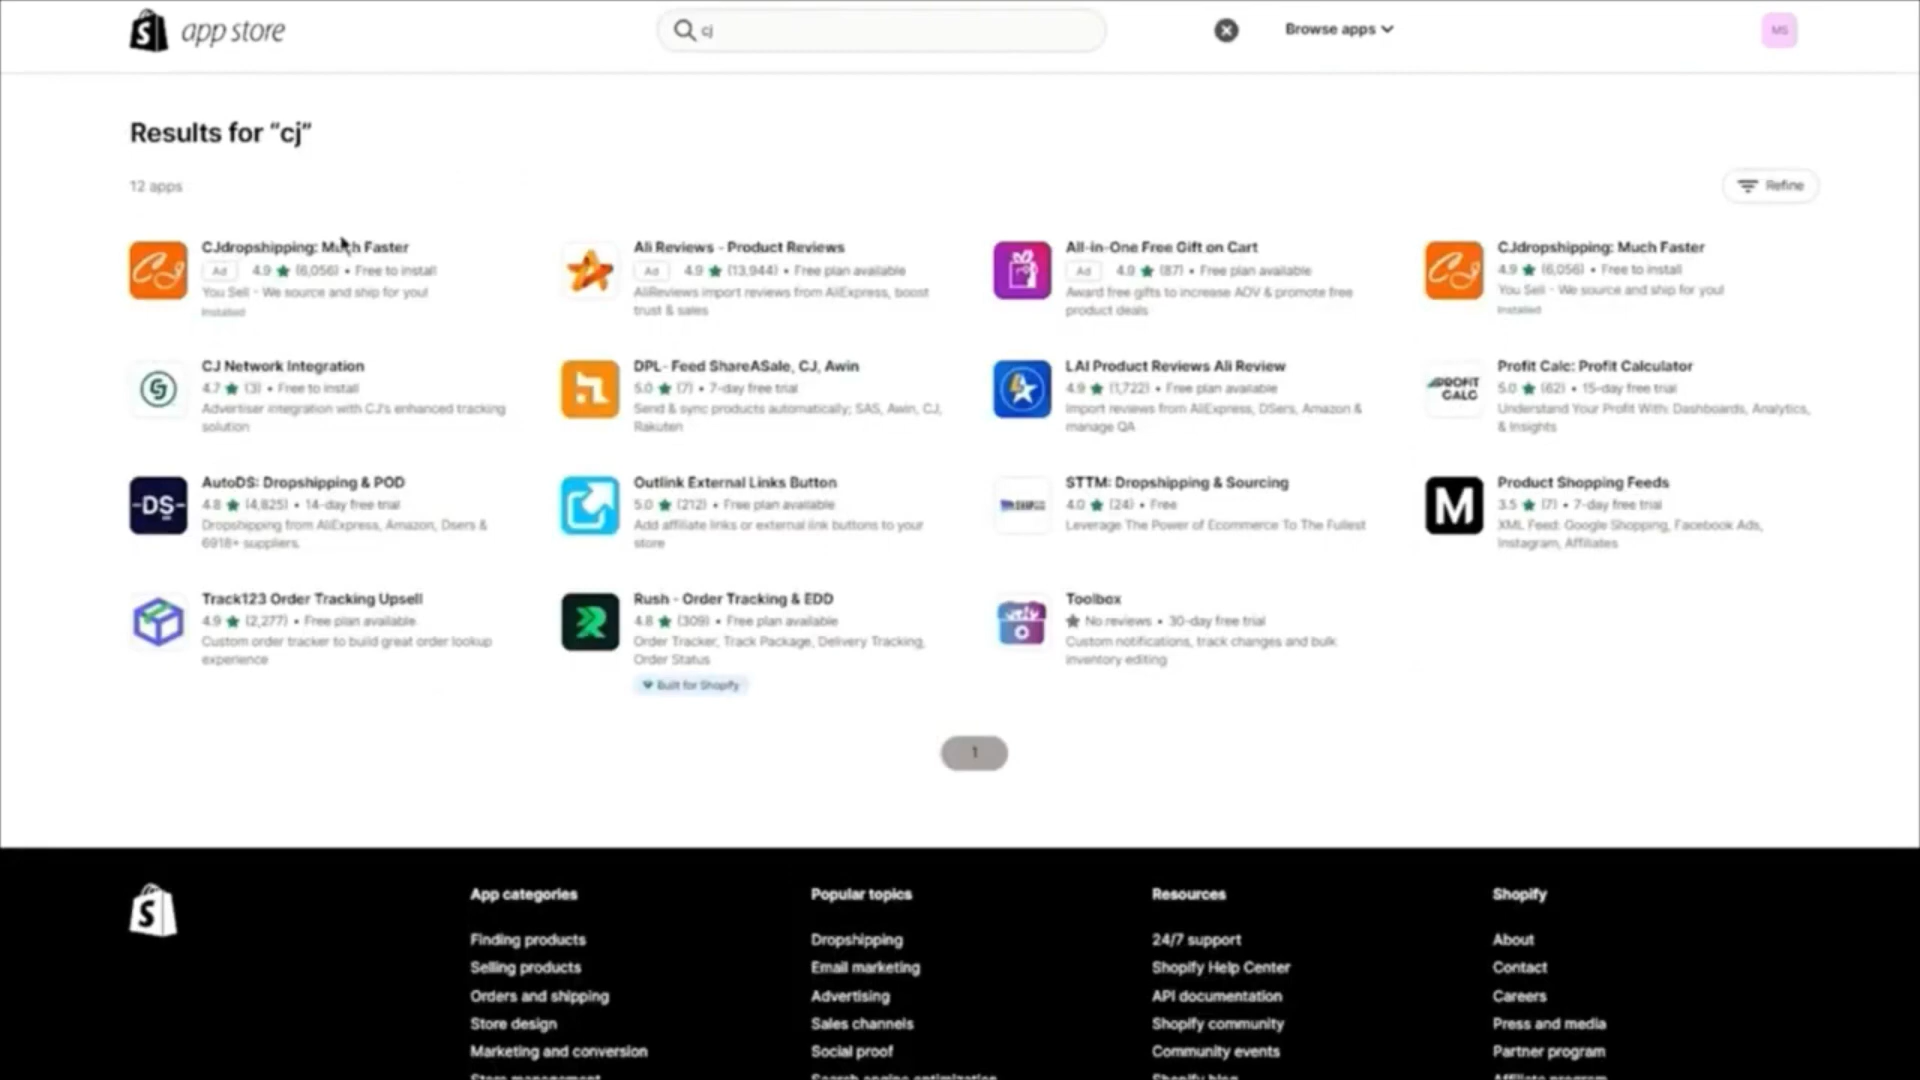 app store
cj
Browse apps
MS
Results for “cj”
12 apps
Refine
CJdropshipping: Much Faster
Ad 4.9 ★ (6,056) • Free to install
You Sell - We source and ship for you!
Installed
Ali Reviews - Product Reviews
Ad 4.9 ★ (13,944) • Free plan available
AliReviews import reviews from AliExpress, boost
trust & sales
All-in-One Free Gift on Cart
Ad 4.9 ★ (87) • Free plan available
Award free gifts to increase AOV & promote free
product deals
CJdropshipping: Much Faster
4.9 ★ (6,056) • Free to install
You Sell - We source and ship for you!
Installed
CJ Network Integration
4.7 ★ (3) • Free to install
Advertiser integration with CJ's enhanced tracking
solution
DPL - Feed ShareASale, CJ, Awin
5.0 ★ (7) • 7-day free trial
Send & sync products automatically; SAS, Awin, CJ,
Rakuten
LAI Product Reviews Ali Review
4.9 ★ (1,722) • Free plan available
Import reviews from AliExpress, DSers, Amazon &
manage QA
PROFIT
CALC
Profit Calc: Profit Calculator
5.0 ★ (62) • 15-day free trial
Understand Your Profit With: Dashboards, Analytics,
& Insights
-DS-
AutoDS: Dropshipping & POD
4.8 ★ (4,825) • 14-day free trial
Dropshipping from AliExpress, Amazon, Dsers &
6918+ suppliers.
Outlink External Links Button
5.0 ★ (212) • Free plan available
Add affiliate links or external link buttons to your
store
STTM: Dropshipping & Sourcing
4.0 ★ (24) • Free
Leverage The Power of Ecommerce To The Fullest
M
Product Shopping Feeds
3.5 ★ (7) • 7-day free trial
XML Feed: Google Shopping, Facebook Ads,
Instagram, Affiliates
Track123 Order Tracking Upsell
4.9 ★ (2,277) • Free plan available
Custom order tracker to build great order lookup
experience
Rush - Order Tracking & EDD
4.8 ★ (309) • Free plan available
Order Tracker, Track Package, Delivery Tracking,
Order Status
Built for Shopify
Toolbox
★ No reviews • 30-day free trial
Custom notifications, track changes and bulk
inventory editing
1
App categories
Finding products
Selling products
Orders and shipping
Store design
Marketing and conversion
Store management
Popular topics
Dropshipping
Email marketing
Advertising
Sales channels
Social proof
Search engine optimization
Resources
24/7 support
Shopify Help Center
API documentation
Shopify community
Community events
Shopify blog
Shopify
About
Contact
Careers
Press and media
Partner program
Affiliate program